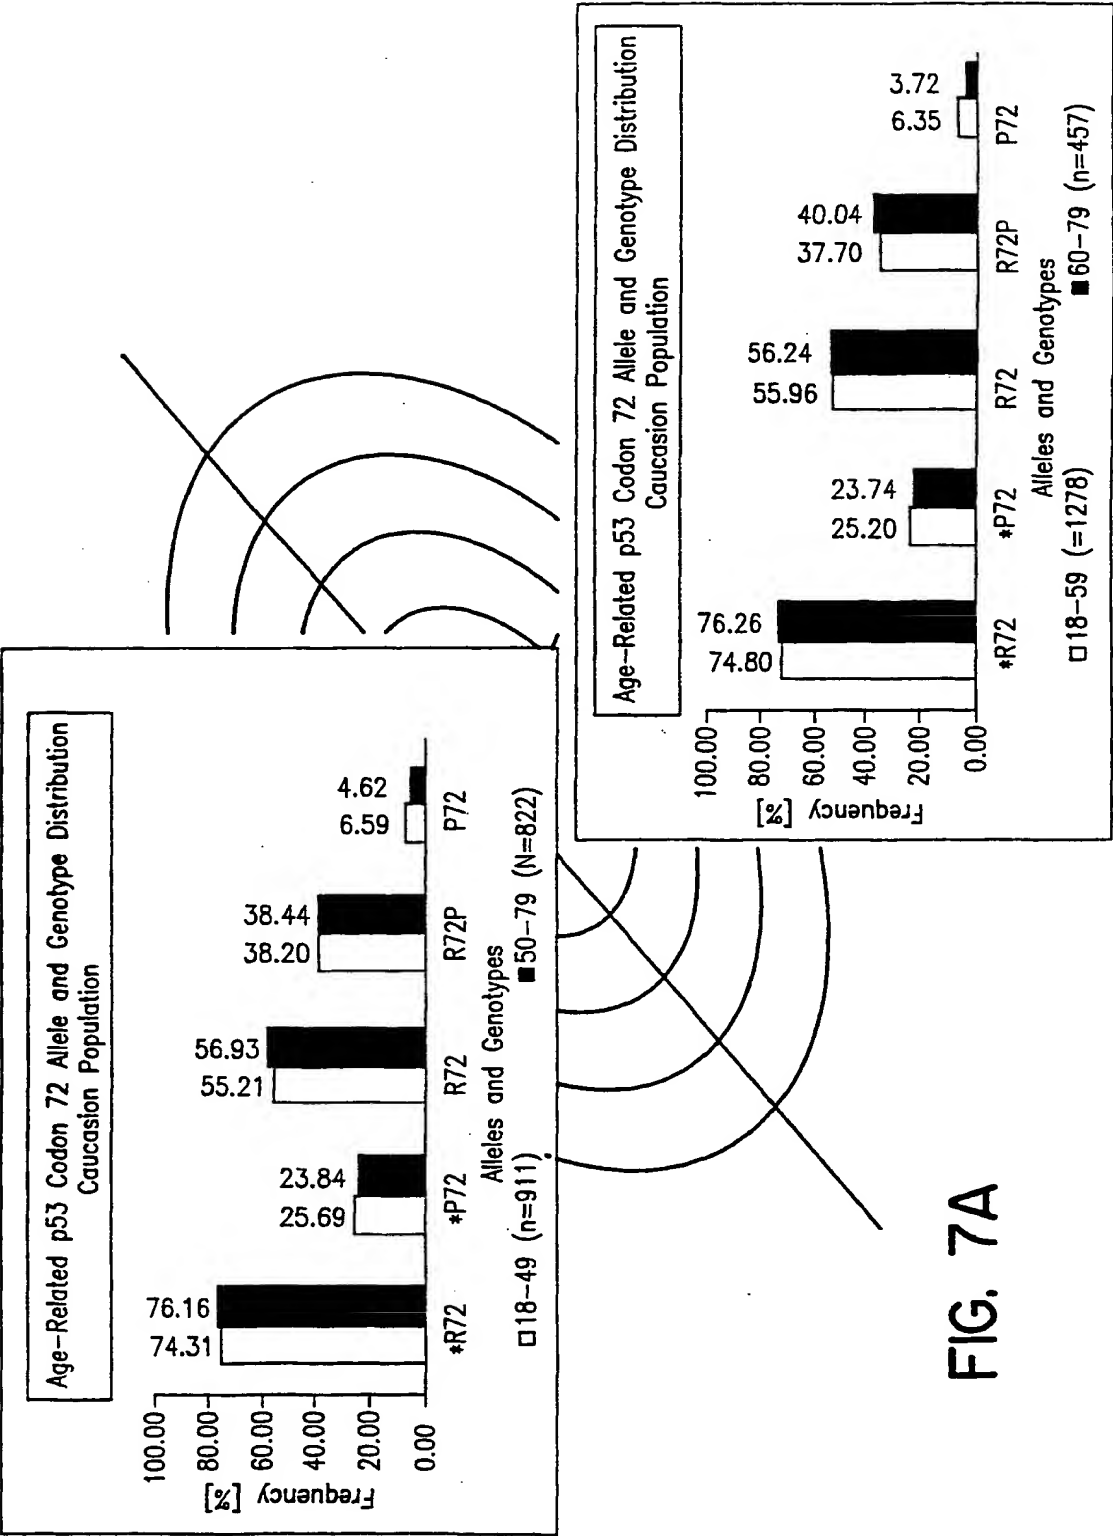 Age-Related p53 Codon 72 Allele and Genotype Distribution
Caucasion Population
Frequency [%]
100.00
80.00
60.00
40.00
20.00
0.00
74.31 76.16
25.69 23.84
55.21 56.93
38.20 38.44
6.59 4.62
*R72 *P72 R72 R72P P72
Alleles and Genotypes
□18-49 (n=911) ■50-79 (N=822)
Age-Related p53 Codon 72 Allele and Genotype Distribution
Caucasion Population
Frequency [%]
100.00
80.00
60.00
40.00
20.00
0.00
74.80 76.26
25.20 23.74
55.96 56.24
37.70 40.04
6.35 3.72
*R72 *P72 R72 R72P P72
Alleles and Genotypes
□18-59 (=1278) ■60-79 (n=457)
FIG. 7A